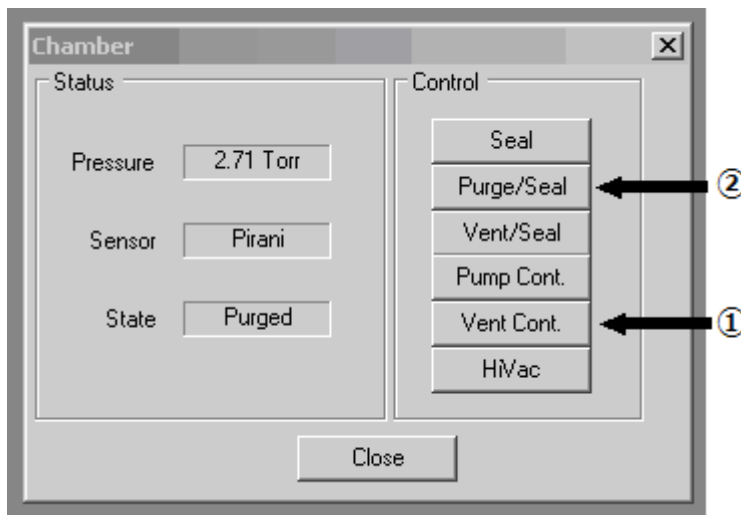 Chamber
Status
Pressure 2.71 Torr
Sensor Pirani
State Purged
Control
Seal
Purge/Seal ②
Vent/Seal
Pump Cont.
Vent Cont. ①
HiVac
Close